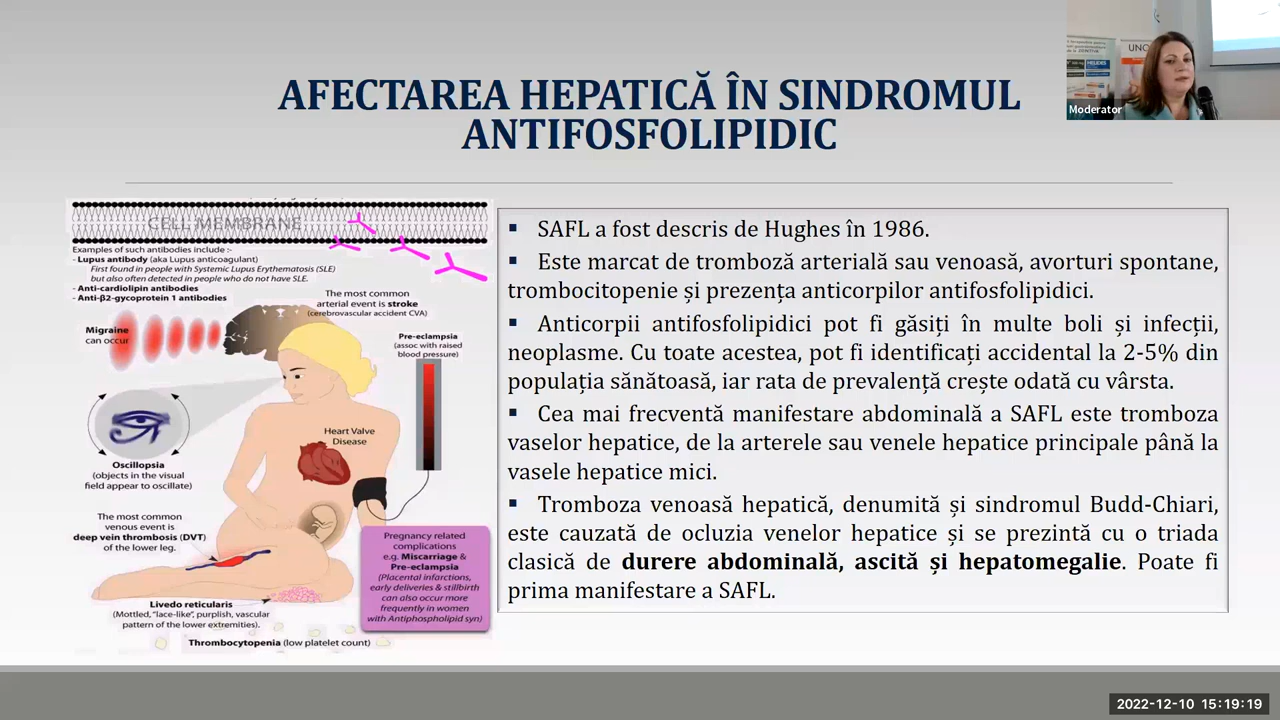 AFECTAREA HEPATICĂ ÎN SINDROMUL
ANTIFOSFOLIPIDIC
Moderator
UNO
CELL MEMBRANE
Examples of such antibodies include :-
- Lupus antibody (aka Lupus anticoagulant)
First found in people with Systemic Lupus Erythematosis (SLE)
but also often detected in people who do not have SLE.
- Anti-cardiolipin antibodies
- Anti-β2-gycoprotein 1 antibodies
The most common
arterial event is stroke
(cerebrovascular accident CVA)
Migraine
can occur
Pre-eclampsia
(assoc with raised
blood pressure)
Heart Valve
Disease
Oscillopsia
(objects in the visual
field appear to oscillate)
The most common
venous event is
deep vein thrombosis (DVT)
of the lower leg.
Pregnancy related
complications
e.g. Miscarriage &
Pre-eclampsia
(Placental infarctions,
early deliveries & stillbirth
can also occur more
frequently in women
with Antiphospholipid syn)
Livedo reticularis
(Mottled, "lace-like", purplish, vascular
pattern of the lower extremities).
Thrombocytopenia (low platelet count)
▪ SAFL a fost descris de Hughes în 1986.
▪ Este marcat de tromboză arterială sau venoasă, avorturi spontane,
trombocitopenie și prezența anticorpilor antifosfolipidici.
▪ Anticorpii antifosfolipidici pot fi găsiți în multe boli și infecții,
neoplasme. Cu toate acestea, pot fi identificați accidental la 2-5% din
populația sănătoasă, iar rata de prevalență crește odată cu vârsta.
▪ Cea mai frecventă manifestare abdominală a SAFL este tromboza
vaselor hepatice, de la arterele sau venele hepatice principale până la
vasele hepatice mici.
▪ Tromboza venoasă hepatică, denumită și sindromul Budd-Chiari,
este cauzată de ocluzia venelor hepatice și se prezintă cu o triada
clasică de durere abdominală, ascită și hepatomegalie. Poate fi
prima manifestare a SAFL.
2022-12-10 15:19:19